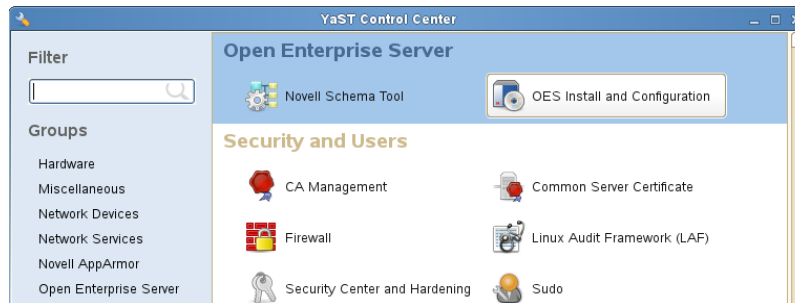 YaST Control Center
Filter
Groups
Hardware
Miscellaneous
Network Devices
Network Services
Novell AppArmor
Open Enterprise Server
Open Enterprise Server
Novell Schema Tool
OES Install and Configuration
Security and Users
CA Management
Common Server Certificate
Firewall
Linux Audit Framework (LAF)
Security Center and Hardening
Sudo